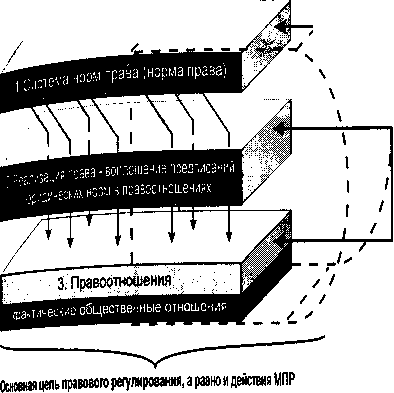 1 Система норм права (норма права)
Реализация права - воплощение предписаний
юридических норм в правоотношениях
3. Правоотношения
фактические общественные отношения
Основная цель правового регулирования, а равно и действия МПР